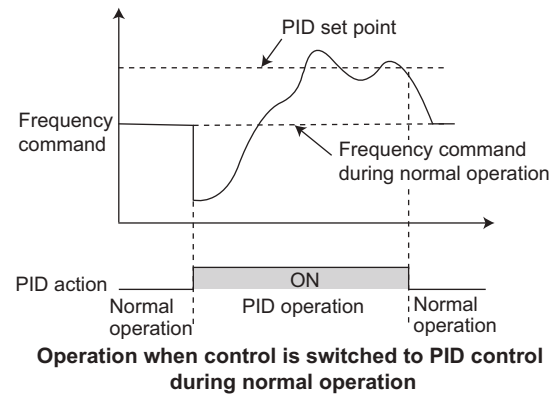 PID set point
Frequency
command
Frequency command
during normal operation
PID action
ON
Normal
operation
PID operation
Normal
operation
Operation when control is switched to PID control
during normal operation